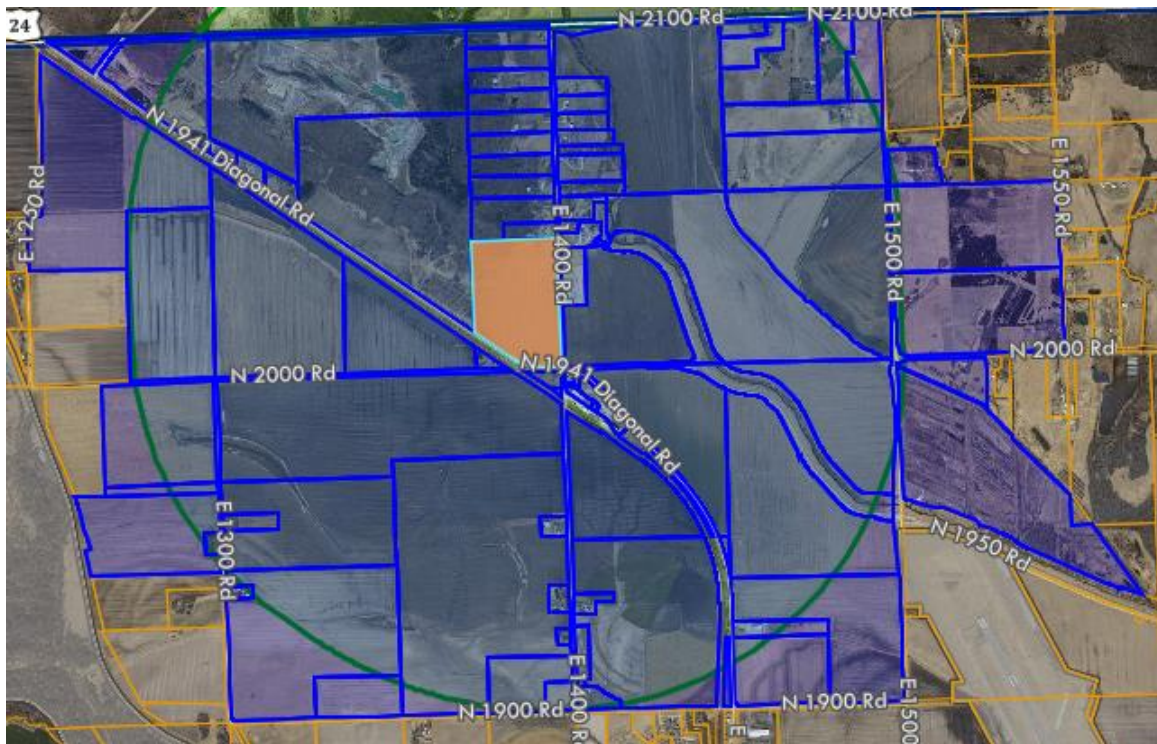 24
N 2100 Rd
N 2100 Rd
N 1941 Diagonal Rd
E 1250 Rd
E 1400 Rd
E 1500 Rd
E 1550 Rd
N 2000 Rd
N 1941 Diagonal Rd
N 2000 Rd
E 1300 Rd
N 1950 Rd
E 1400 Rd
E 1500
N 1900 Rd
N 1900 Rd
E